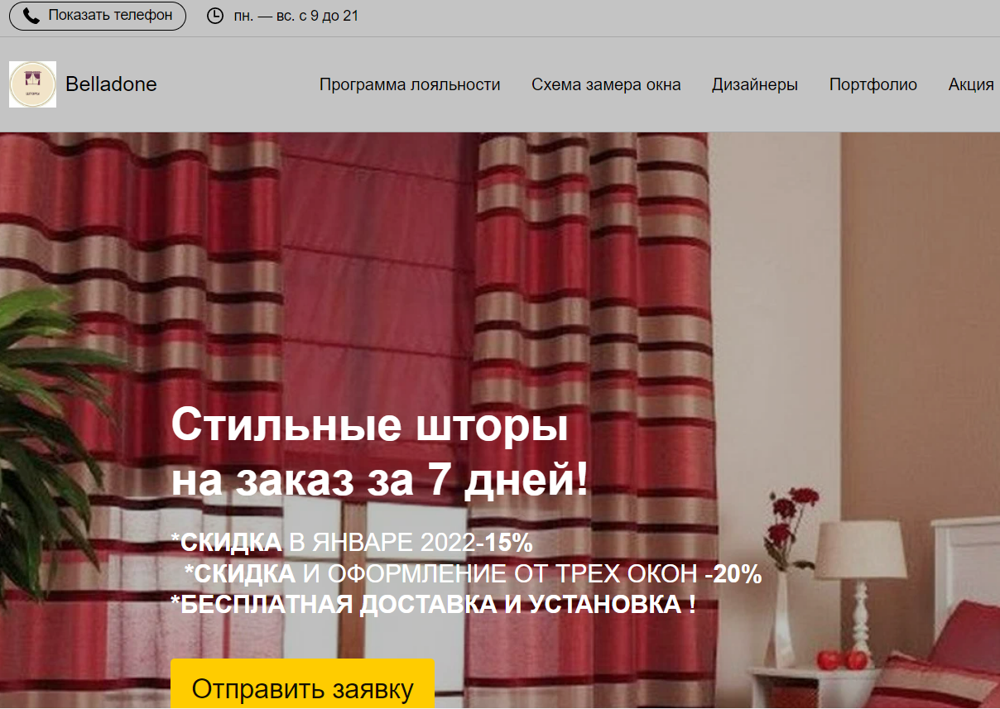 Показать телефон
пн. — вс. с 9 до 21
Belladone
Программа лояльности
Схема замера окна
Дизайнеры
Портфолио
Акция
Стильные шторы
на заказ за 7 дней!
*СКИДКА В ЯНВАРЕ 2022-15%
*СКИДКА И ОФОРМЛЕНИЕ ОТ ТРЕХ ОКОН -20%
*БЕСПЛАТНАЯ ДОСТАВКА И УСТАНОВКА !
Отправить заявку